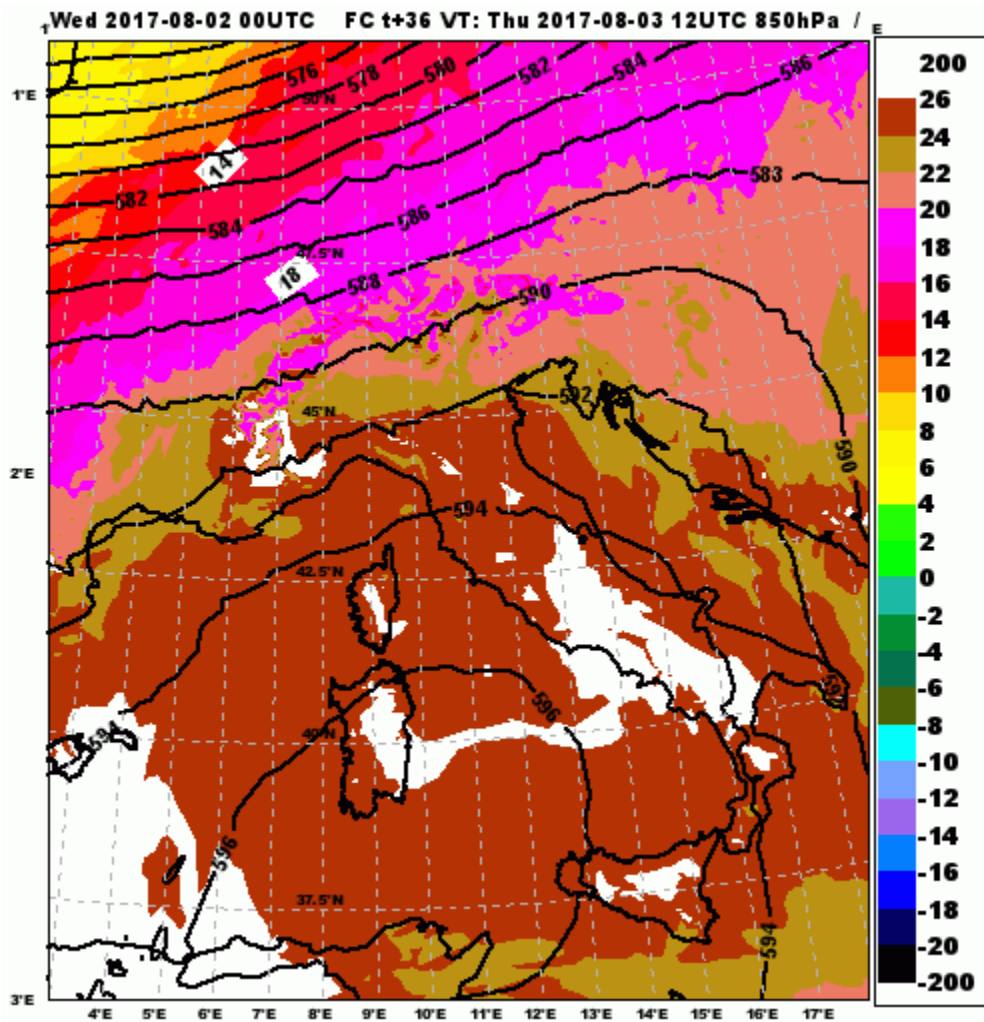 Wed 2017-08-02 00UTC FC t+36 VT: Thu 2017-08-03 12UTC 850hPa /
1
E
200
26
24
22
20
18
16
14
12
10
8
6
4
2
0
-2
-4
-6
-8
-10
-12
-14
-16
-18
-20
-200
1°E
2°E
3°E
576
578
580
582
584
586
50°N
14
582
584
586
583
47.5°N
18
588
590
592
45°N
590
594
42.5°N
592
596
594
40°N
596
37.5°N
594
4°E
5°E
6°E
7°E
8°E
9°E
10°E
11°E
12°E
13°E
14°E
15°E
16°E
17°E